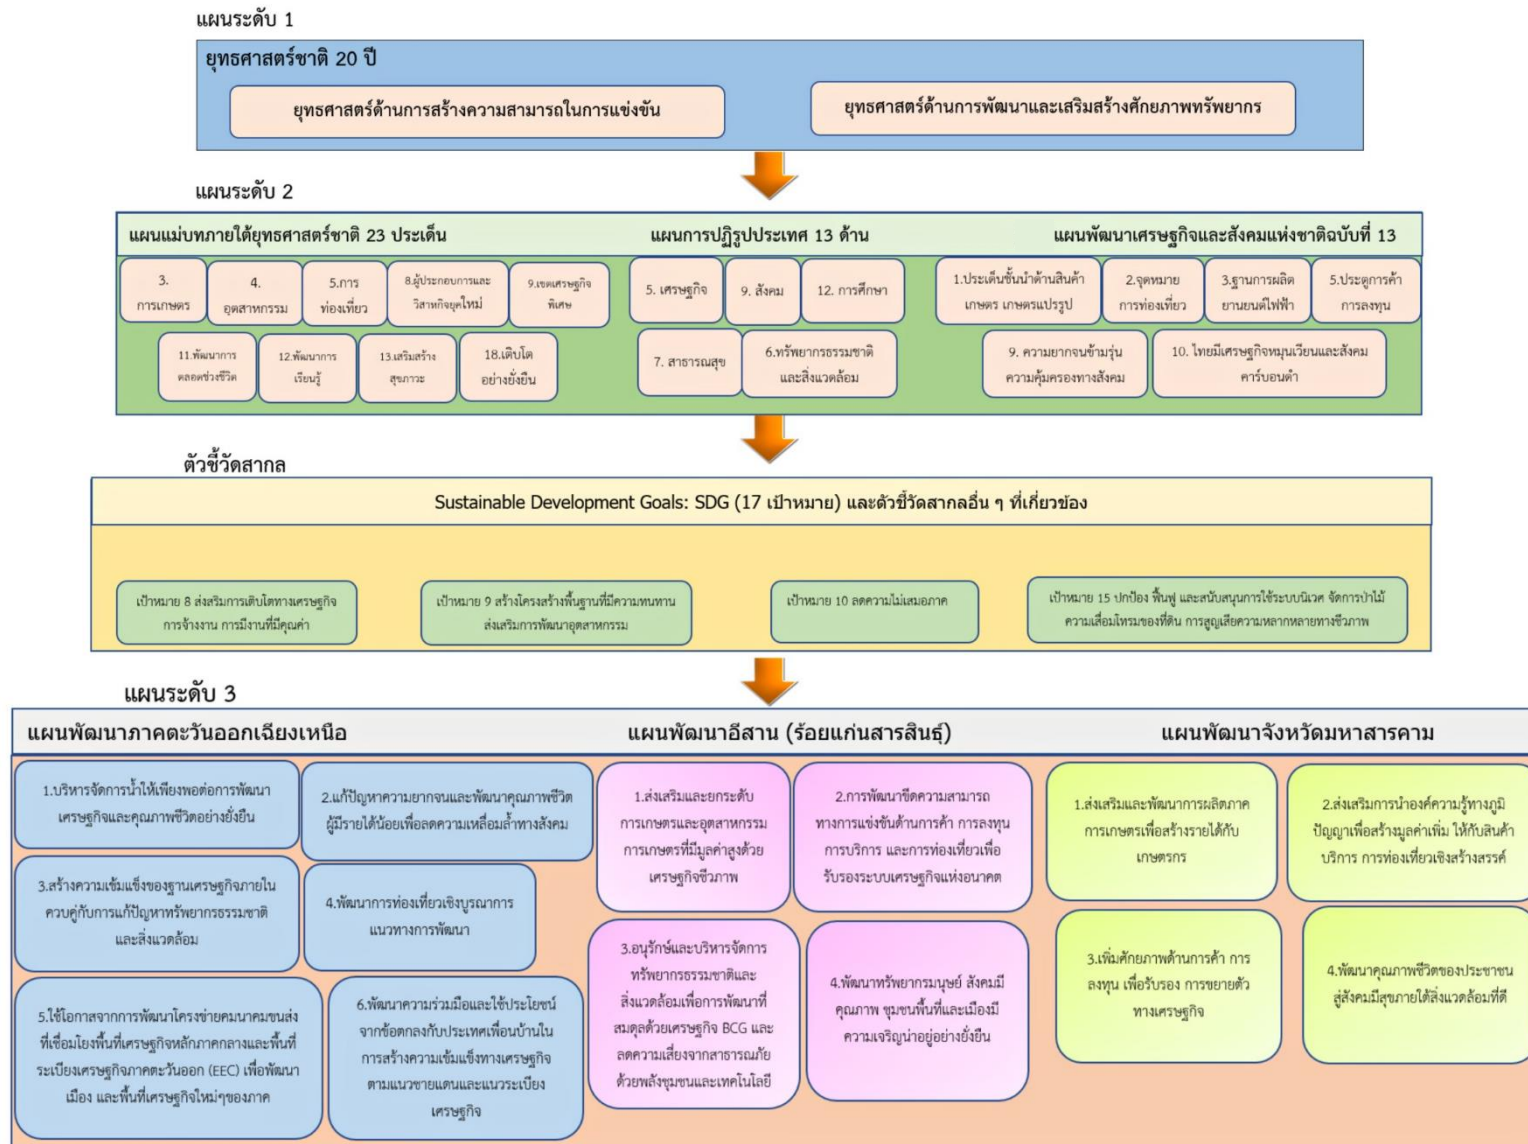 แผนระดับ 1
ยุทธศาสตร์ชาติ 20 ปี
ยุทธศาสตร์ด้านการสร้างความสามารถในการแข่งขัน
ยุทธศาสตร์ด้านการพัฒนาและเสริมสร้างศักยภาพทรัพยากร
แผนระดับ 2
แผนแม่บทภายใต้ยุทธศาสตร์ชาติ 23 ประเด็น
3.
การเกษตร
4.
อุตสาหกรรม
5.การ
ท่องเที่ยว
8.ผู้ประกอบการและ
วิสาหกิจยุคใหม่
9.เขตเศรษฐกิจ
พิเศษ
11.พัฒนาการ
ตลอดช่วงชีวิต
12.พัฒนาการ
เรียนรู้
13.เสริมสร้าง
สุขภาวะ
18.เติบโต
อย่างยั่งยืน
แผนการปฏิรูปประเทศ 13 ด้าน
5. เศรษฐกิจ
9. สังคม
12. การศึกษา
7. สาธารณสุข
6.ทรัพยากรธรรมชาติ
และสิ่งแวดล้อม
แผนพัฒนาเศรษฐกิจและสังคมแห่งชาติฉบับที่ 13
1.ประเด็นชั้นนำด้านสินค้า
เกษตร เกษตรแปรรูป
2.จุดหมาย
การท่องเที่ยว
3.ฐานการผลิต
ยานยนต์ไฟฟ้า
5.ประตูการค้า
การลงทุน
9. ความยากจนข้ามรุ่น
ความคุ้มครองทางสังคม
10. ไทยมีเศรษฐกิจหมุนเวียนและสังคม
คาร์บอนต่ำ
ตัวชี้วัดสากล
Sustainable Development Goals: SDG (17 เป้าหมาย) และตัวชี้วัดสากลอื่น ๆ ที่เกี่ยวข้อง
เป้าหมาย 8 ส่งเสริมการเติบโตทางเศรษฐกิจ
การจ้างงาน การมีงานที่มีคุณค่า
เป้าหมาย 9 สร้างโครงสร้างพื้นฐานที่มีความทนทาน
ส่งเสริมการพัฒนาอุตสาหกรรม
เป้าหมาย 10 ลดความไม่เสมอภาค
เป้าหมาย 15 ปกป้อง ฟื้นฟู และสนับสนุนการใช้ระบบนิเวศ จัดการป่าไม้
ความเสื่อมโทรมของที่ดิน การสูญเสียความหลากหลายทางชีวภาพ
แผนระดับ 3
แผนพัฒนาภาคตะวันออกเฉียงเหนือ
1.บริหารจัดการน้ำให้เพียงพอต่อการพัฒนา
เศรษฐกิจและคุณภาพชีวิตอย่างยั่งยืน
2.แก้ปัญหาความยากจนและพัฒนาคุณภาพชีวิต
ผู้มีรายได้น้อยเพื่อลดความเหลื่อมล้ำทางสังคม
3.สร้างความเข้มแข็งของฐานเศรษฐกิจภายใน
ควบคู่กับการแก้ปัญหาทรัพยากรธรรมชาติ
และสิ่งแวดล้อม
4.พัฒนาการท่องเที่ยวเชิงบูรณาการ
แนวทางการพัฒนา
5.ใช้โอกาสจากการพัฒนาโครงข่ายคมนาคมขนส่ง
ที่เชื่อมโยงพื้นที่เศรษฐกิจหลักภาคกลางและพื้นที่
ระเบียงเศรษฐกิจภาคตะวันออก (EEC) เพื่อพัฒนา
เมือง และพื้นที่เศรษฐกิจใหม่ๆของภาค
6.พัฒนาความร่วมมือและใช้ประโยชน์
จากข้อตกลงกับประเทศเพื่อนบ้านใน
การสร้างความเข้มแข็งทางเศรษฐกิจ
ตามแนวชายแดนและแนวระเบียง
เศรษฐกิจ
แผนพัฒนาอีสาน (ร้อยแก่นสารสินธุ์)
1.ส่งเสริมและยกระดับ
การเกษตรและอุตสาหกรรม
การเกษตรที่มีมูลค่าสูงด้วย
เศรษฐกิจชีวภาพ
2.การพัฒนาขีดความสามารถ
ทางการแข่งขันด้านการค้า การลงทุน
การบริการ และการท่องเที่ยวเพื่อ
รับรองระบบเศรษฐกิจแห่งอนาคต
3.อนุรักษ์และบริหารจัดการ
ทรัพยากรธรรมชาติและ
สิ่งแวดล้อมเพื่อการพัฒนาที่
สมดุลด้วยเศรษฐกิจ BCG และ
ลดความเสี่ยงจากสาธารณภัย
ด้วยพลังชุมชนและเทคโนโลยี
4.พัฒนาทรัพยากรมนุษย์ สังคมมี
คุณภาพ ชุมชนพื้นที่และเมืองมี
ความเจริญน่าอยู่อย่างยั่งยืน
แผนพัฒนาจังหวัดมหาสารคาม
1.ส่งเสริมและพัฒนาการผลิตภาค
การเกษตรเพื่อสร้างรายได้กับ
เกษตรกร
2.ส่งเสริมการนำองค์ความรู้ทางภูมิ
ปัญญาเพื่อสร้างมูลค่าเพิ่ม ให้กับสินค้า
บริการ การท่องเที่ยวเชิงสร้างสรรค์
3.เพิ่มศักยภาพด้านการค้า การ
ลงทุน เพื่อรับรอง การขยายตัว
ทางเศรษฐกิจ
4.พัฒนาคุณภาพชีวิตของประชาชน
สู่สังคมมีสุขภายใต้สิ่งแวดล้อมที่ดี